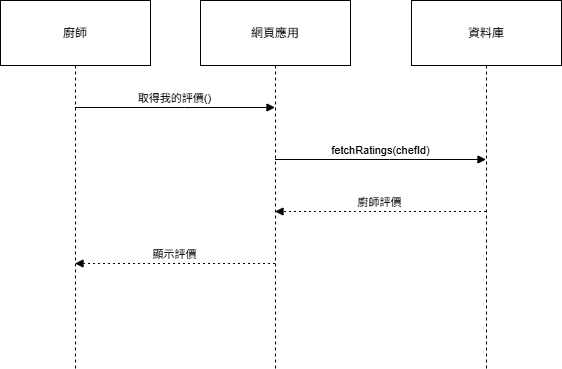 廚師
網頁應用
資料庫
取得我的評價()
fetchRatings(chefId)
廚師評價
顯示評價